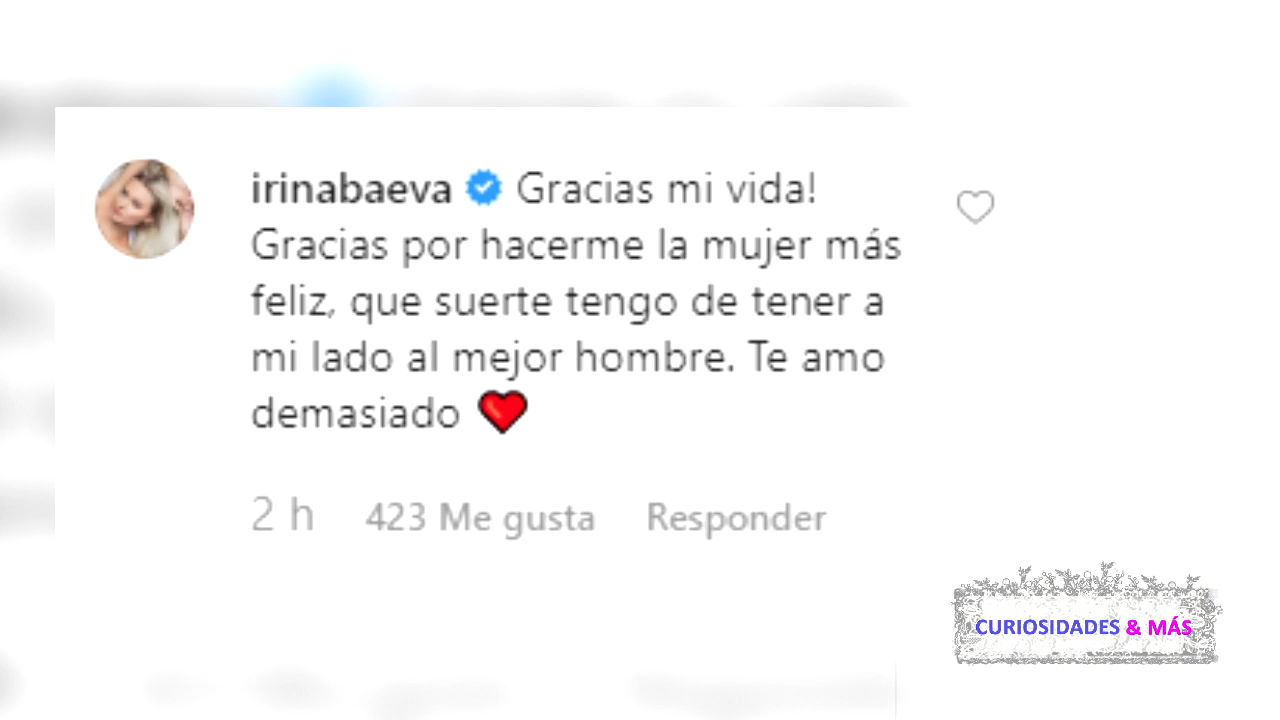 irinabaeva Gracias mi vida!
Gracias por hacerme la mujer más
feliz, que suerte tengo de tener a
mi lado al mejor hombre. Te amo
demasiado ❤
2 h 423 Me gusta Responder
CURIOSIDADES & MÁS